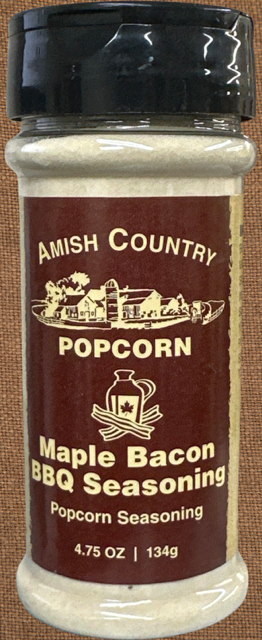 AMISH COUNTRY
POPCORN
Maple Bacon
BBQ Seasoning
Popcorn Seasoning
4.75 OZ | 134g